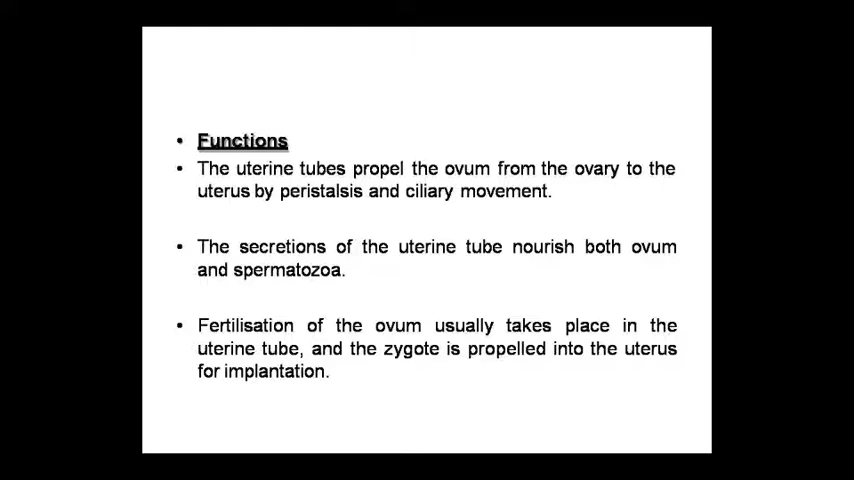 • Functions
• The uterine tubes propel the ovum from the ovary to the
uterus by peristalsis and ciliary movement.
• The secretions of the uterine tube nourish both ovum
and spermatozoa.
• Fertilisation of the ovum usually takes place in the
uterine tube, and the zygote is propelled into the uterus
for implantation.